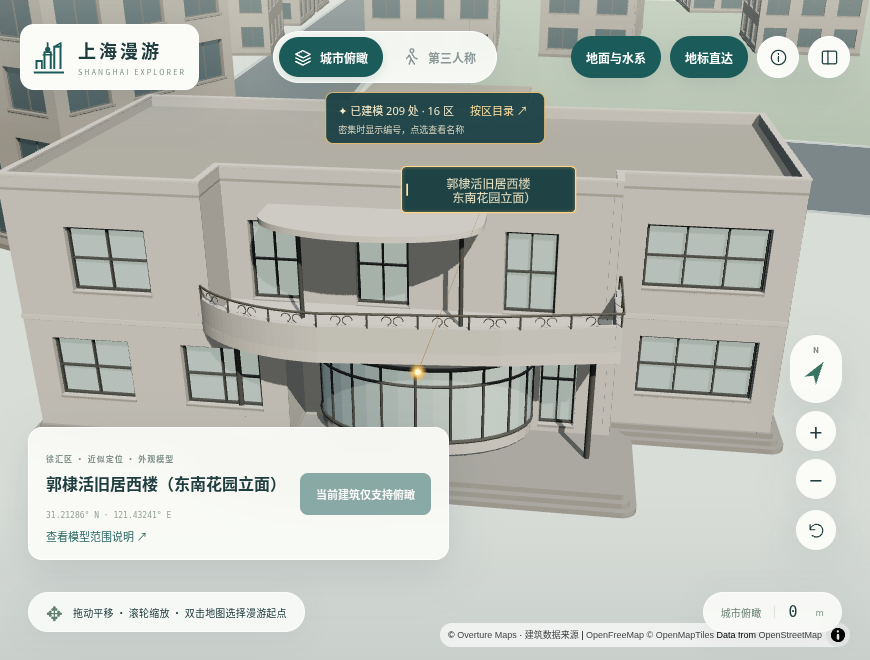 上海漫游
SHANGHAI EXPLORER
城市俯瞰
第三人称
地面与水系
地标直达
✦ 已建模 209 处 · 16 区 按区目录 ↗
密集时显示编号，点选查看名称
郭棣活旧居西楼
东南花园立面）
N
徐汇区 · 近似定位 · 外观模型
郭棣活旧居西楼（东南花园立面）
31.21286° N · 121.43241° E
查看模型范围说明 ↗
当前建筑仅支持俯瞰
拖动平移 · 滚轮缩放 · 双击地图选择漫游起点
城市俯瞰 0 m
© Overture Maps · 建筑数据来源 | OpenFreeMap © OpenMapTiles Data from OpenStreetMap